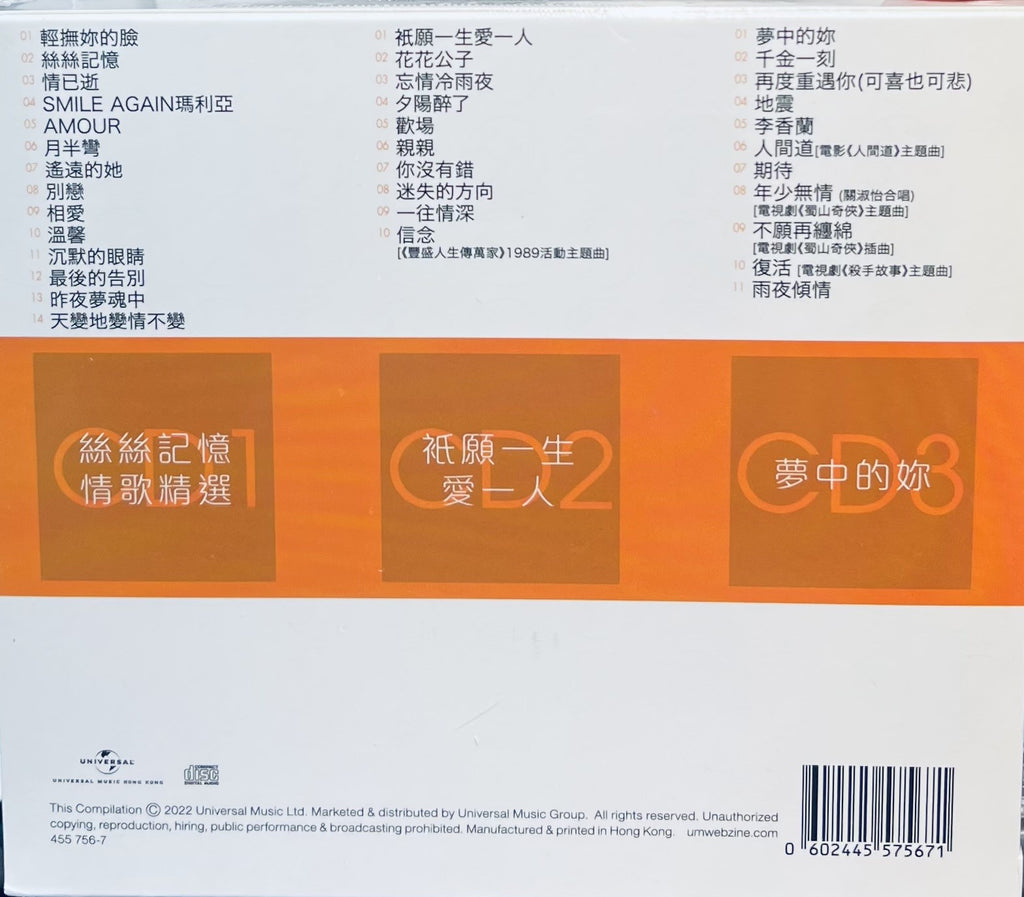 01 輕撫妳的臉
02 絲絲記憶
03 情已逝
04 SMILE AGAIN瑪利亞
05 AMOUR
06 月半彎
07 遙遠的她
08 別戀
09 相愛
10 溫馨
11 沉默的眼睛
12 最後的告別
13 昨夜夢魂中
14 天變地變情不變
01 祇願一生愛一人
02 花花公子
03 忘情冷雨夜
04 夕陽醉了
05 歡場
06 親親
07 你沒有錯
08 迷失的方向
09 一往情深
10 信念
[《豐盛人生傳萬家》1989活動主題曲]
01 夢中的妳
02 千金一刻
03 再度重遇你(可喜也可悲)
04 地震
05 李香蘭
06 人間道[電影《人間道》主題曲]
07 期待
08 年少無情 (關淑怡合唱)
[電視劇《蜀山奇俠》主題曲]
09 不願再纏綿
[電視劇《蜀山奇俠》插曲]
10 復活 [電視劇《殺手故事》主題曲]
11 雨夜傾情
CD1
絲絲記憶
情歌精選
CD2
祇願一生
愛一人
CD3
夢中的妳
UNIVERSAL
UNIVERSAL MUSIC HONG KONG
COMPACT
disc
DIGITAL AUDIO
This Compilation Ⓒ 2022 Universal Music Ltd. Marketed & distributed by Universal Music Group. All rights reserved. Unauthorized
copying, reproduction, hiring, public performance & broadcasting prohibited. Manufactured & printed in Hong Kong. umwebzine.com
455 756-7
0 602445 575671